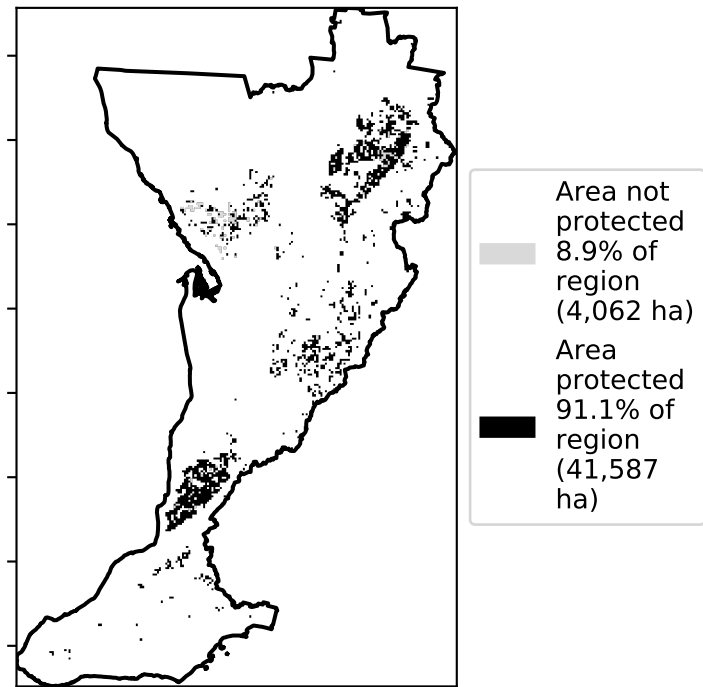 Area not
protected
8.9% of
region
(4,062 ha)
Area
protected
91.1% of
region
(41,587
ha)